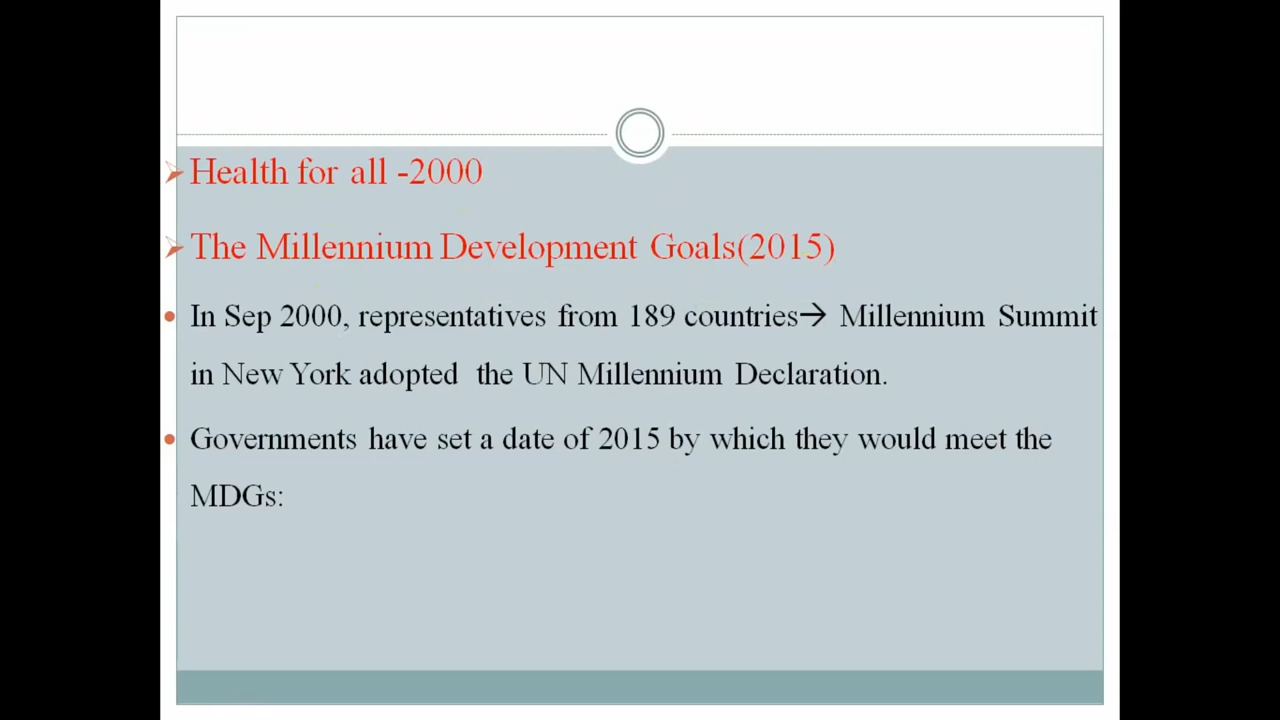 Health for all -2000
The Millennium Development Goals(2015)
In Sep 2000, representatives from 189 countries→ Millennium Summit
in New York adopted the UN Millennium Declaration.
Governments have set a date of 2015 by which they would meet the
MDGs: